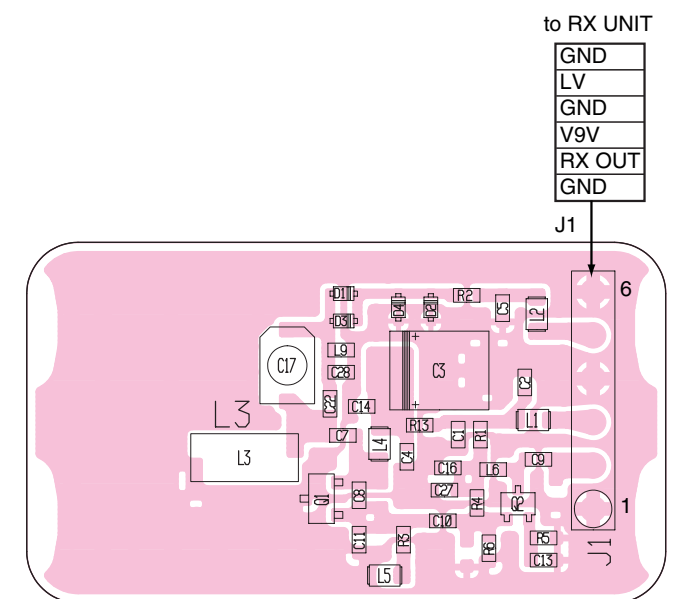 to RX UNIT
GND
LV
GND
V9V
RX OUT
GND
J1
6
D1
D4
D2
R2
C5
L2
D3
L9
C17
C28
C3
C2
C22
C14
L3
C7
L4
R13
C1
R1
L1
L3
C4
C16
L6
C9
C27
Q1
C8
R4
1
C10
C11
R3
R6
R5
J1
C13
L5